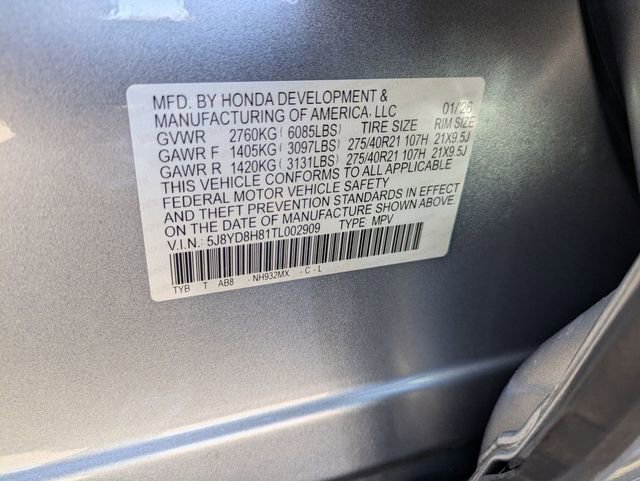 MFD. BY HONDA DEVELOPMENT &
MANUFACTURING OF AMERICA, LLC 01/26
GVWR 2760KG( 6085LBS) TIRE SIZE RIM SIZE
GAWR F 1405KG( 3097LBS) 275/40R21 107H 21X9.5J
GAWR R 1420KG( 3131LBS) 275/40R21 107H 21X9.5J
THIS VEHICLE CONFORMS TO ALL APPLICABLE
FEDERAL MOTOR VEHICLE SAFETY
AND THEFT PREVENTION STANDARDS IN EFFECT
ON THE DATE OF MANUFACTURE SHOWN ABOVE.
V.I.N.: 5J8YD8H81TL002909 TYPE: MPV
TYB T AB8 -NH932MX -C-L